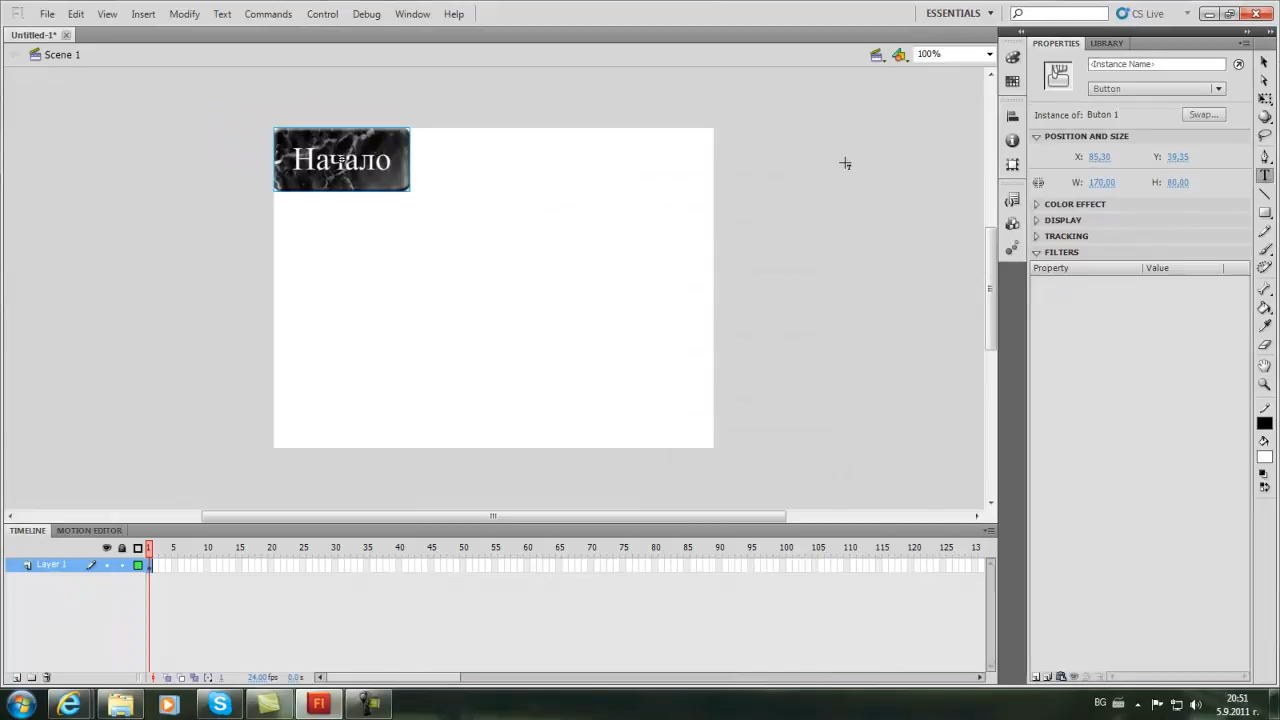 Fl File Edit View Insert Modify Text Commands Control Debug Window Help ESSENTIALS CS Live
Untitled-1*
Scene 1 100%
PROPERTIES LIBRARY
<Instance Name>
Button
Instance of: Buton 1 Swap...
POSITION AND SIZE
X: 85,30 Y: 39,35
W: 170,00 H: 80,00
COLOR EFFECT
DISPLAY
TRACKING
FILTERS
Property Value
Начало
TIMELINE MOTION EDITOR
1 5 10 15 20 25 30 35 40 45 50 55 60 65 70 75 80 85 90 95 100 105 110 115 120 125 13
Layer 1
1 24.00 fps 0.0 s
Fl BG 20:51
5.9.2011 г.